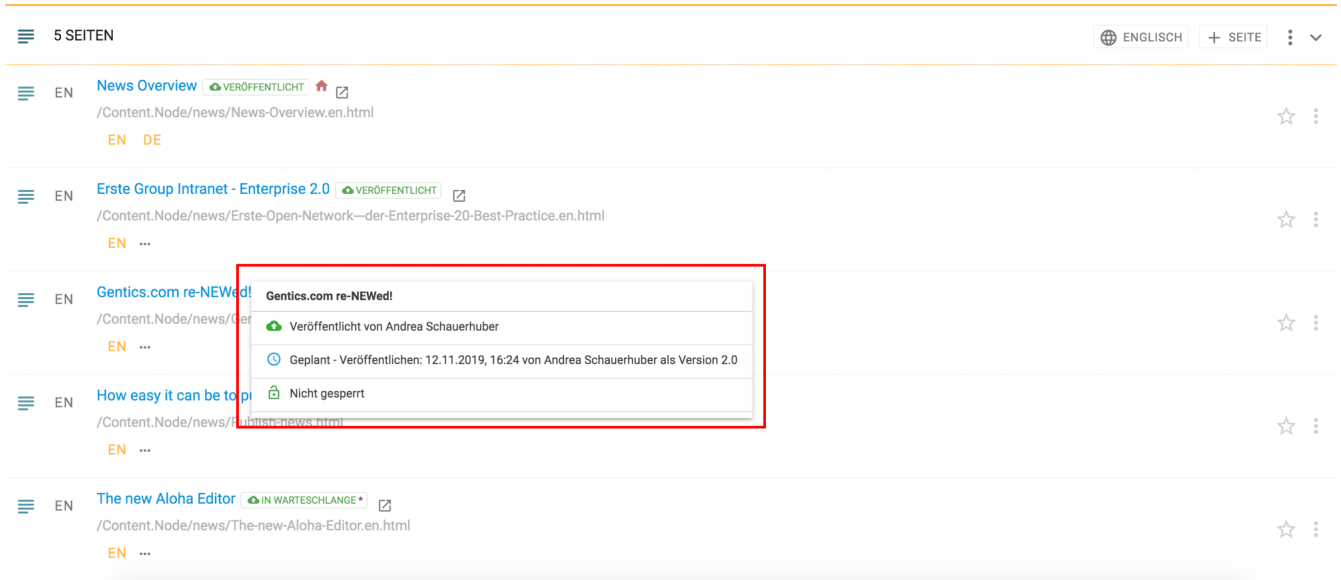 5 SEITEN
ENGLISCH
SEITE
EN
News Overview
VERÖFFENTLICHT
/Content.Node/news/News-Overview.en.html
EN DE
EN
Erste Group Intranet - Enterprise 2.0
VERÖFFENTLICHT
/Content.Node/news/Erste-Open-Network---der-Enterprise-20-Best-Practice.en.html
EN
EN
Gentics.com re-NEWed!
/Content.Node/news/
EN
Gentics.com re-NEWed!
Veröffentlicht von Andrea Schauerhuber
Geplant - Veröffentlichen: 12.11.2019, 16:24 von Andrea Schauerhuber als Version 2.0
Nicht gesperrt
EN
How easy it can be to
/Content.Node/news/Publish-news.html
EN
EN
The new Aloha Editor
IN WARTESCHLANGE *
/Content.Node/news/The-new-Aloha-Editor.en.html
EN